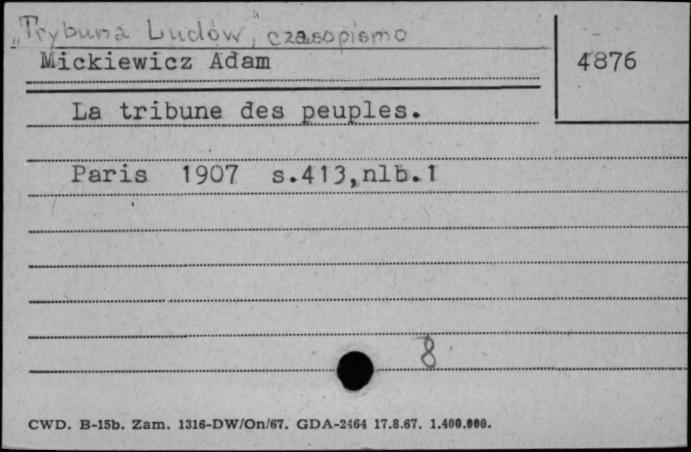 „Trybuna Ludów", czasopismo
Mickiewicz Adam
4876
La tribune des peuples.
Paris 1907 s.413,nlb.1
8
CWD. B-15b. Zam. 1316-DW/On/67. GDA-2464 17.8.67. 1.400.000.